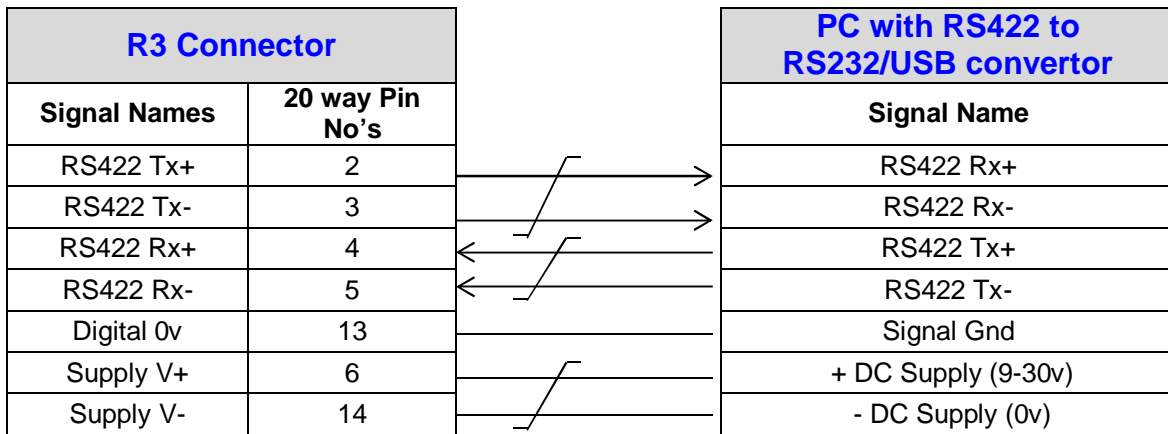 R3 Connector
PC with RS422 to
RS232/USB convertor
Signal Names
20 way Pin
No’s
Signal Name
RS422 Tx+ 2 RS422 Rx+
RS422 Tx- 3 RS422 Rx-
RS422 Rx+ 4 RS422 Tx+
RS422 Rx- 5 RS422 Tx-
Digital 0v 13 Signal Gnd
Supply V+ 6 + DC Supply (9-30v)
Supply V- 14 - DC Supply (0v)